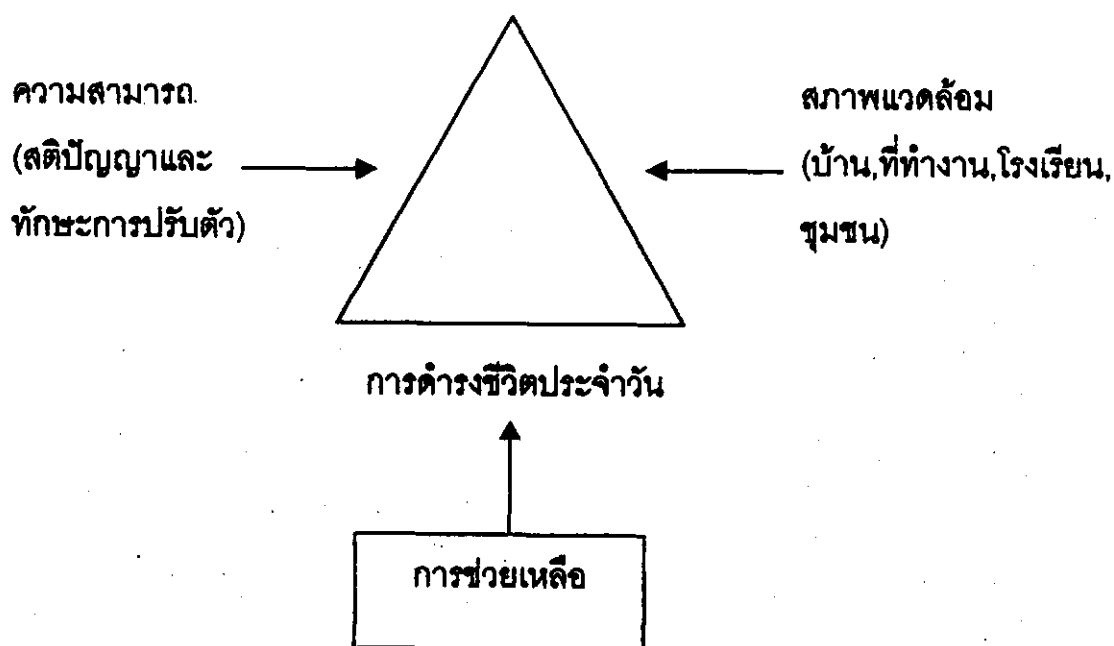 ความสามารถ
(สติปัญญาและ
ทักษะการปรับตัว)
สภาพแวดล้อม
(บ้าน,ที่ทำงาน,โรงเรียน,
ชุมชน)
การดำรงชีวิตประจำวัน
การช่วยเหลือ